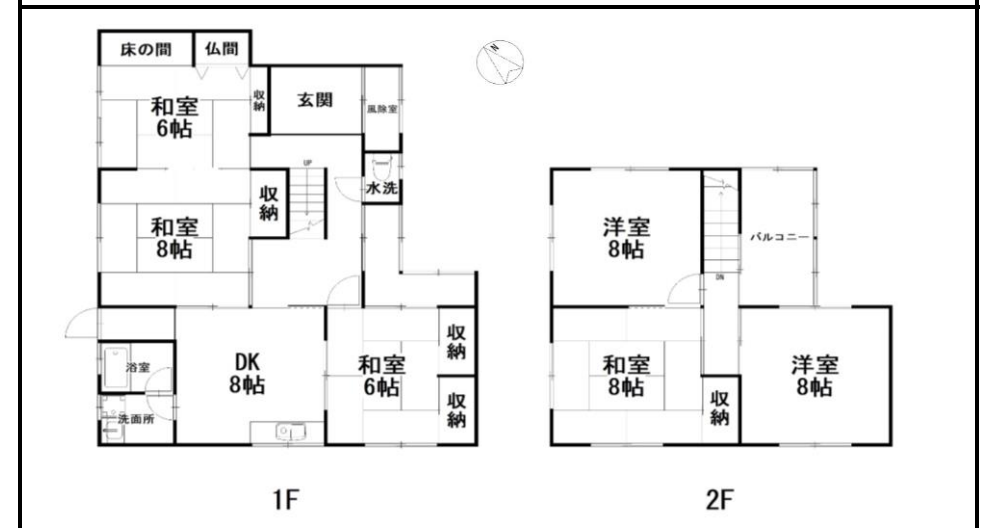 床の間
仏間
N
和室
6帖
収納
玄関
風除室
UP
水洗
和室
8帖
収納
浴室
洗面所
DK
8帖
和室
6帖
収納
収納
1F
洋室
8帖
バルコニー
DN
和室
8帖
収納
洋室
8帖
2F